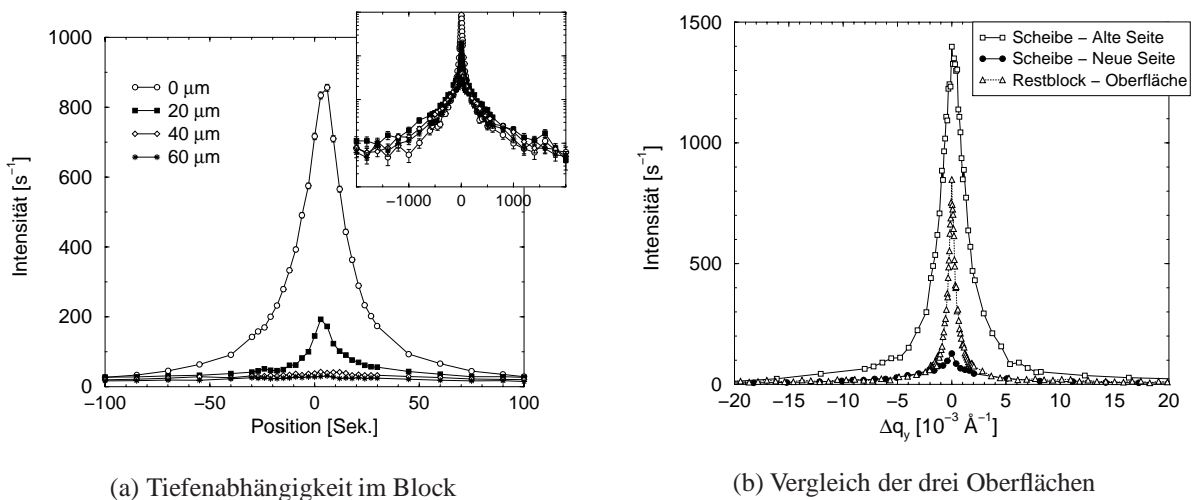 1000
800
600
400
200
0
Intensität [s⁻¹]
0 μm
20 μm
40 μm
60 μm
−1000 0 1000
−100 −50 0 50 100
Position [Sek.]
(a) Tiefenabhängigkeit im Block
1500
1000
500
0
Intensität [s⁻¹]
Scheibe − Alte Seite
Scheibe − Neue Seite
Restblock − Oberfläche
−20 −15 −10 −5 0 5 10 15 20
Δq_y [10⁻³ Å⁻¹]
(b) Vergleich der drei Oberflächen